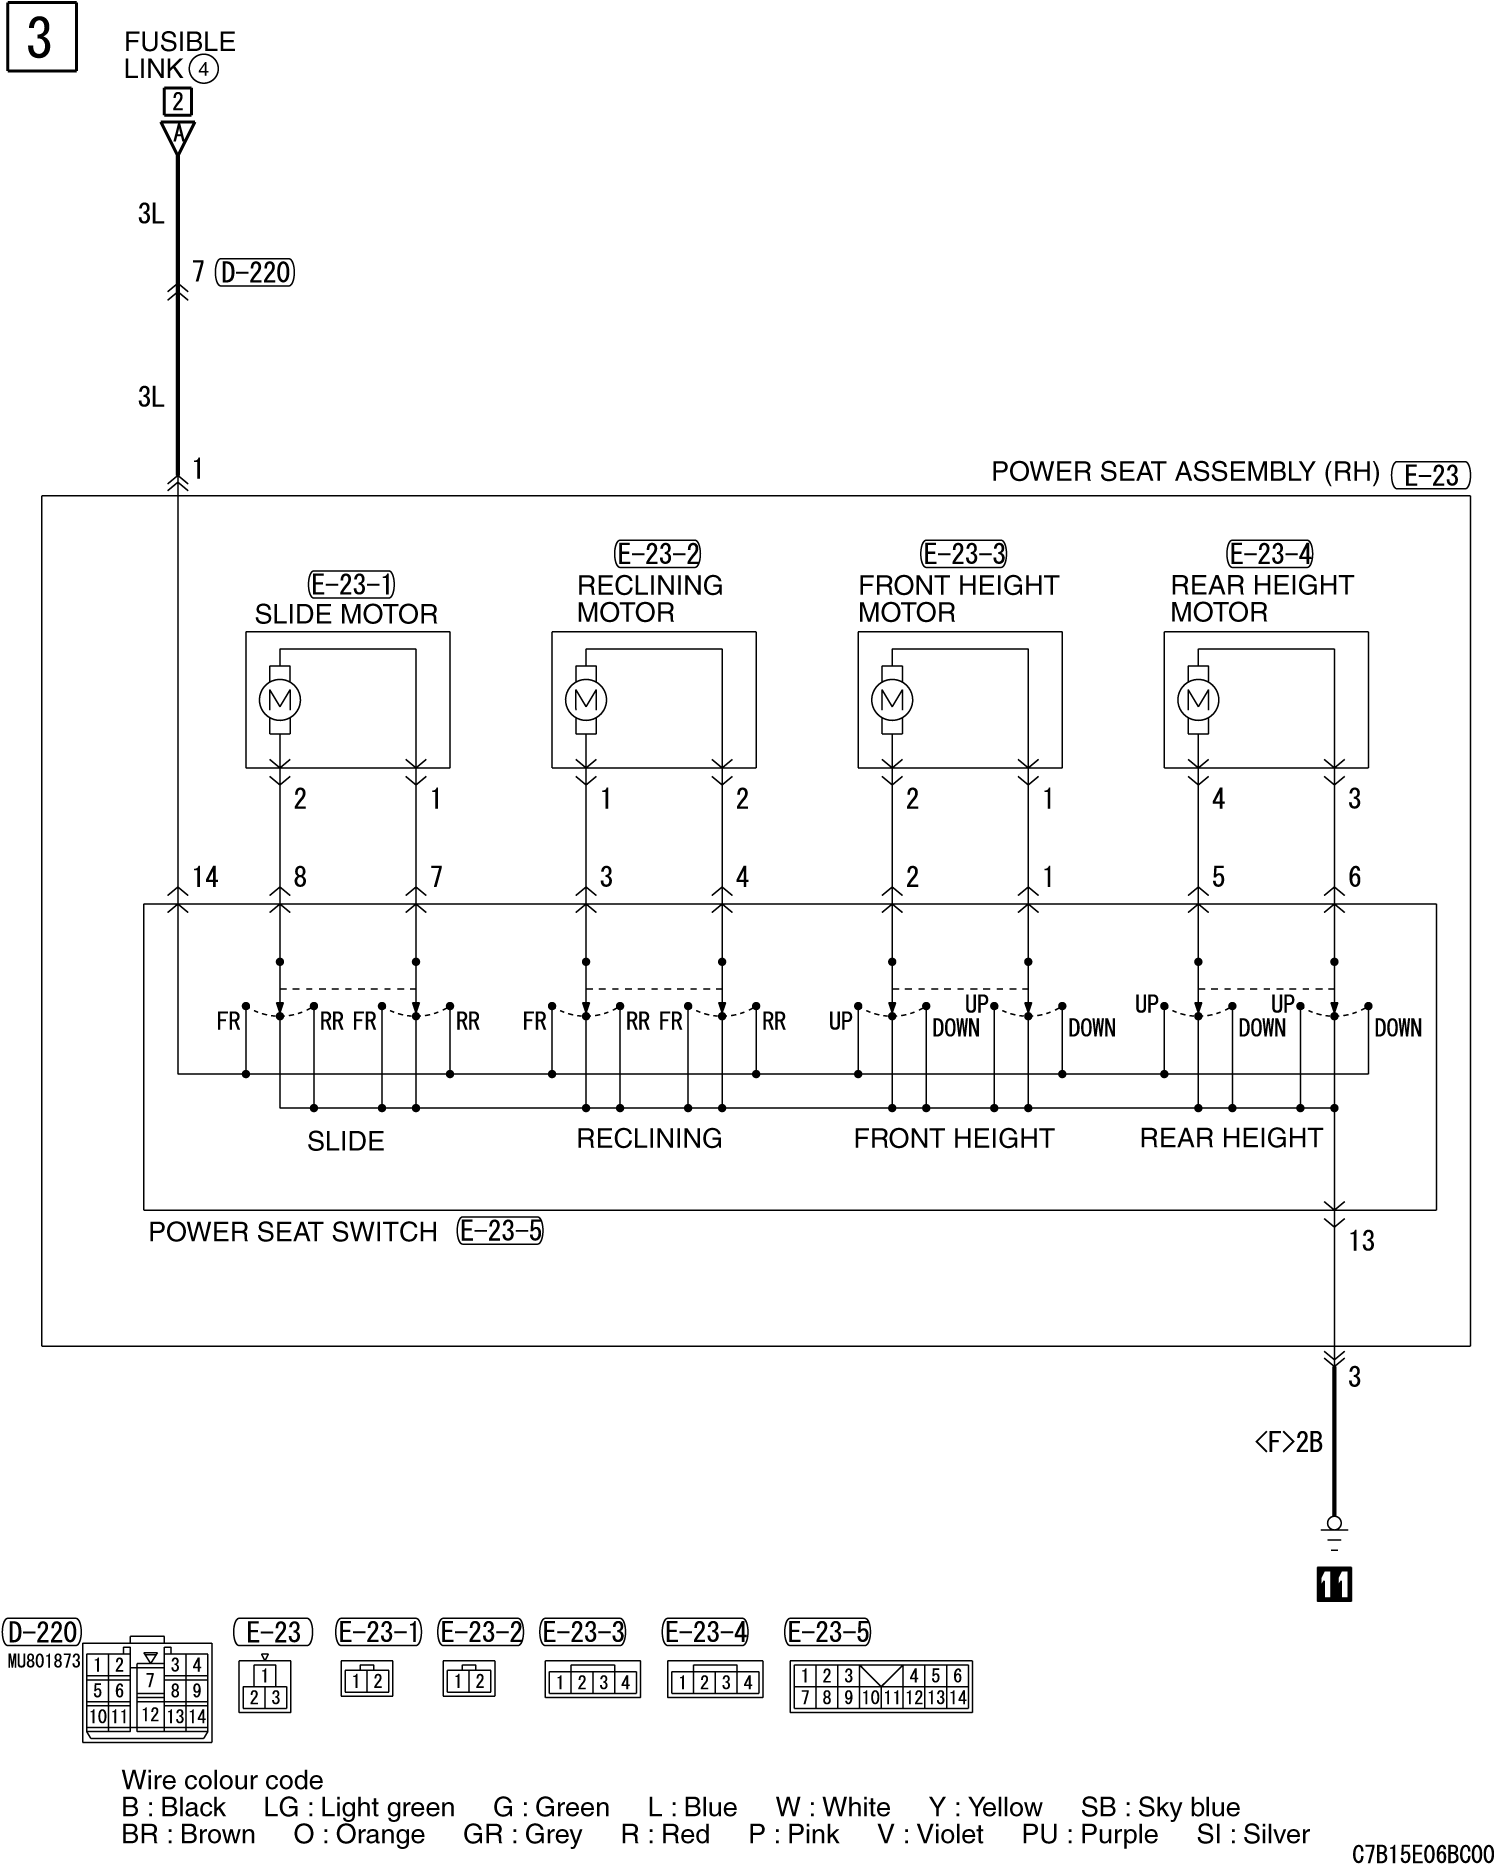 3
FUSIBLE
LINK 4
2
A
3L
7 D-220
3L
1
POWER SEAT ASSEMBLY (RH) E-23
E-23-1
SLIDE MOTOR
E-23-2
RECLINING
MOTOR
E-23-3
FRONT HEIGHT
MOTOR
E-23-4
REAR HEIGHT
MOTOR
M M M M
2 1 1 2 2 1 4 3
14 8 7 3 4 2 1 5 6
FR RR FR RR FR RR FR RR UP DOWN UP DOWN UP DOWN UP DOWN
SLIDE RECLINING FRONT HEIGHT REAR HEIGHT
POWER SEAT SWITCH E-23-5
13
3
<F>2B
11
D-220
MU801873
1 2 3 4
7
5 6 8 9
10 11 12 13 14
E-23
1
2 3
E-23-1
1 2
E-23-2
1 2
E-23-3
1 2 3 4
E-23-4
1 2 3 4
E-23-5
1 2 3 4 5 6
7 8 9 10 11 12 13 14
Wire colour code
B : Black LG : Light green G : Green L : Blue W : White Y : Yellow SB : Sky blue
BR : Brown O : Orange GR : Grey R : Red P : Pink V : Violet PU : Purple SI : Silver
C7B15E06BC00